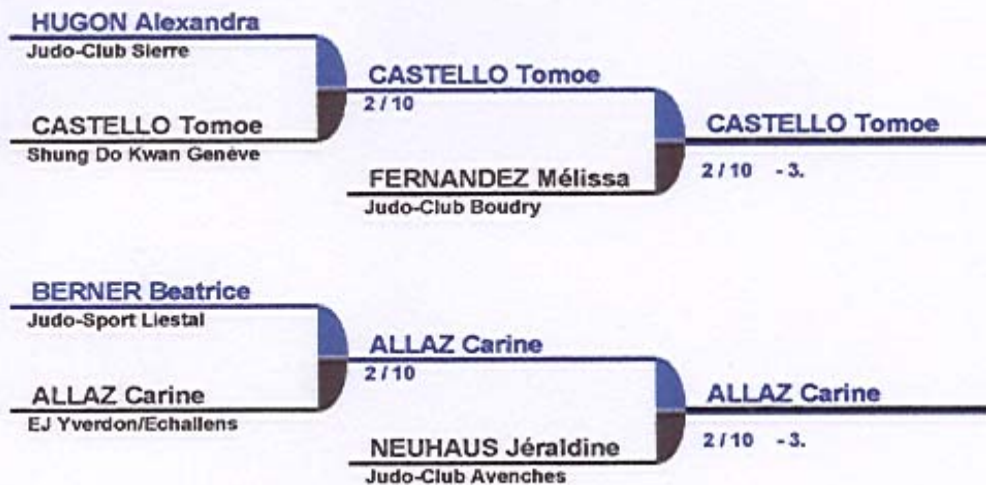 HUGON Alexandra
Judo-Club Sierre
CASTELLO Tomoe
2 / 10
CASTELLO Tomoe
Shung Do Kwan Genève
CASTELLO Tomoe
2 / 10 - 3.
FERNANDEZ Mélissa
Judo-Club Boudry
BERNER Beatrice
Judo-Sport Liestal
ALLAZ Carine
2 / 10
ALLAZ Carine
EJ Yverdon/Echallens
ALLAZ Carine
2 / 10 - 3.
NEUHAUS Jéraldine
Judo-Club Avenches